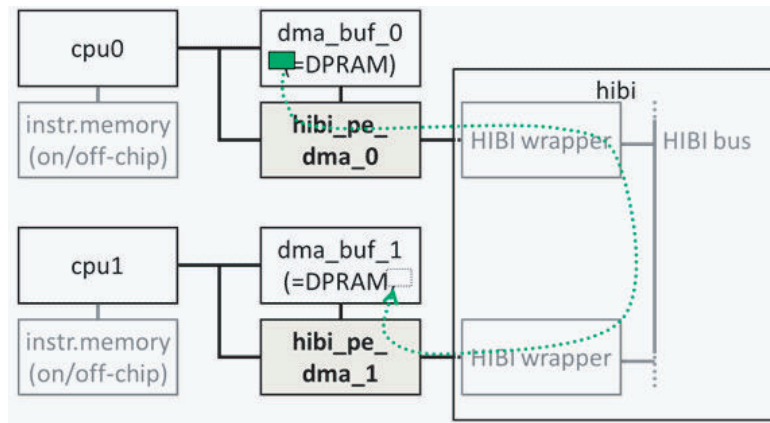 cpu0
dma_buf_0
(=DPRAM)
instr.memory
(on/off-chip)
hibi_pe_
dma_0
hibi
HIBI wrapper
HIBI bus
cpu1
dma_buf_1
(=DPRAM
instr.memory
(on/off-chip)
hibi_pe_
dma_1
HIBI wrapper